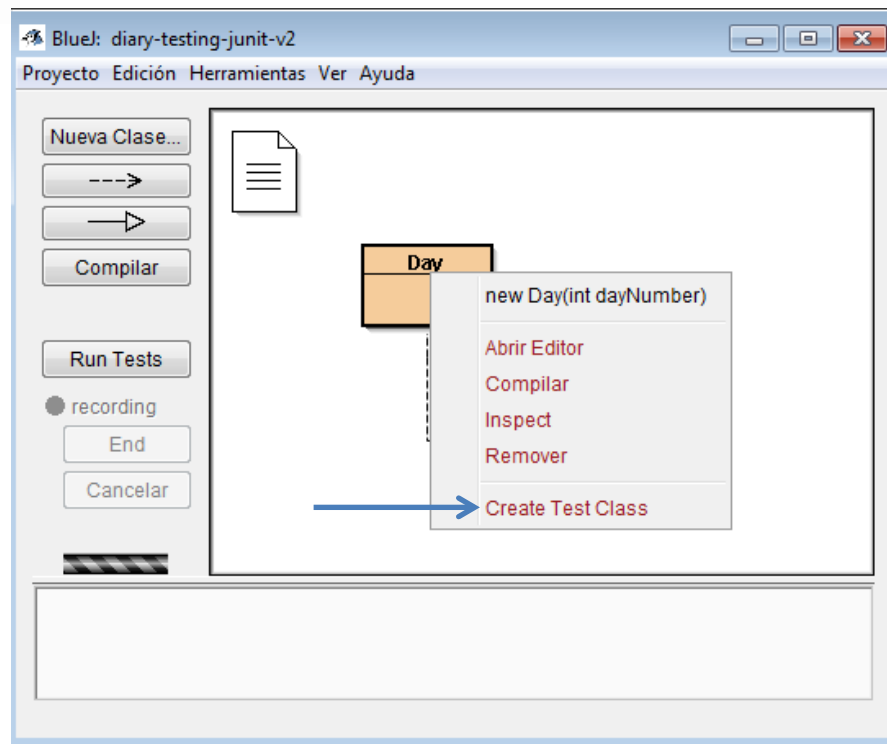 BlueJ: diary-testing-junit-v2
Proyecto Edición Herramientas Ver Ayuda
Nueva Clase...
Compilar
Run Tests
recording
End
Cancelar
Day
new Day(int dayNumber)
Abrir Editor
Compilar
Inspect
Remover
Create Test Class